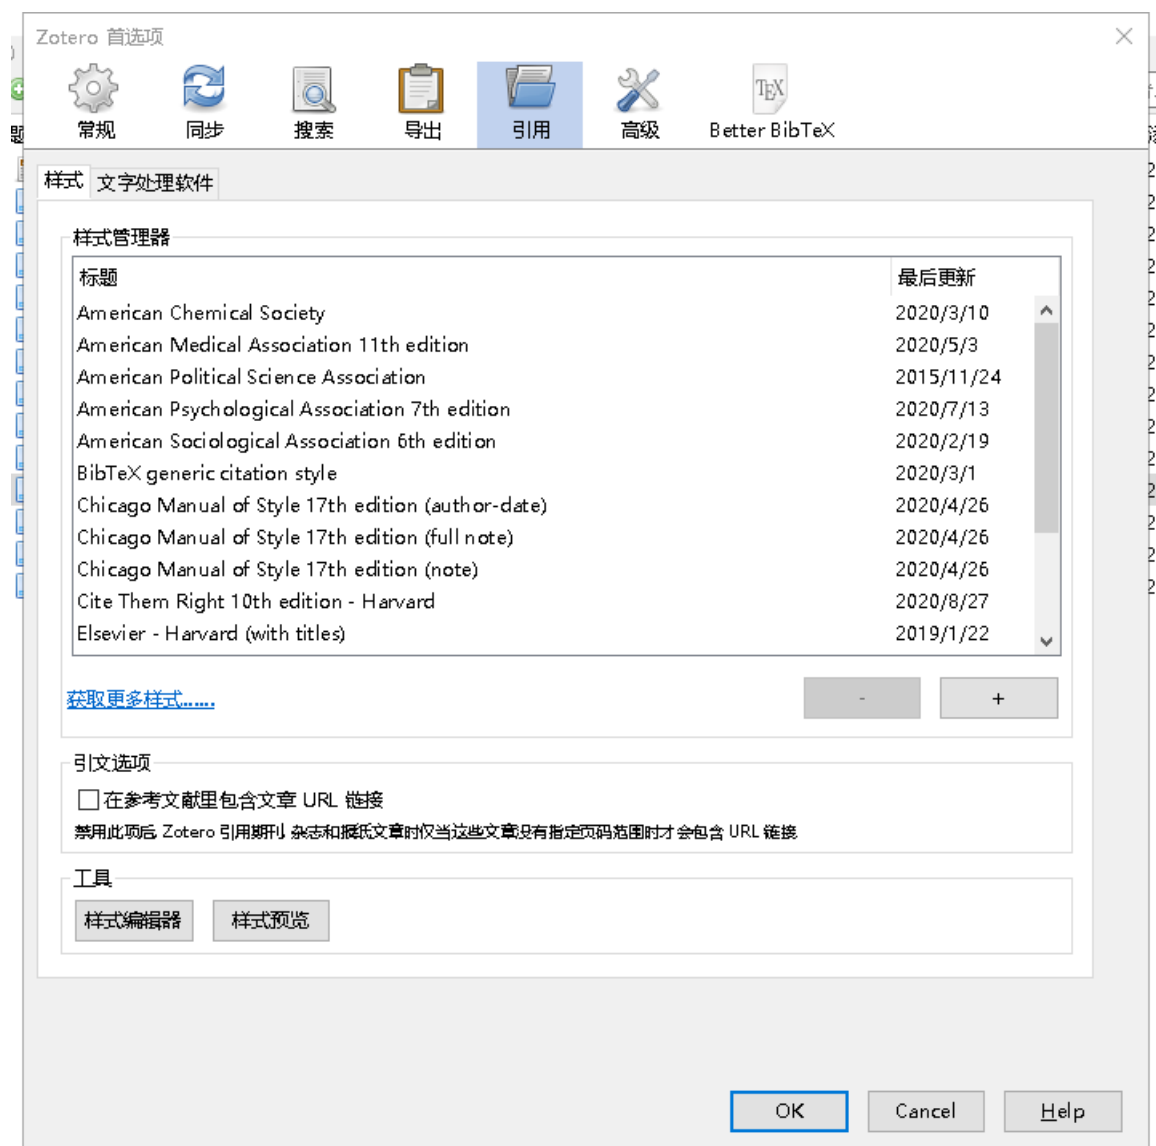 Zotero 首选项
常规 同步 搜索 导出 引用 高级 Better BibTeX
样式 文字处理软件
样式管理器
标题 最后更新
American Chemical Society 2020/3/10
American Medical Association 11th edition 2020/5/3
American Political Science Association 2015/11/24
American Psychological Association 7th edition 2020/7/13
American Sociological Association 6th edition 2020/2/19
BibTeX generic citation style 2020/3/1
Chicago Manual of Style 17th edition (author-date) 2020/4/26
Chicago Manual of Style 17th edition (full note) 2020/4/26
Chicago Manual of Style 17th edition (note) 2020/4/26
Cite Them Right 10th edition - Harvard 2020/8/27
Elsevier - Harvard (with titles) 2019/1/22
获取更多样式...... - +
引文选项
在参考文献里包含文章 URL 链接
禁用此项后, Zotero 引用期刊, 杂志和报纸文章时仅当这些文章没有指定页码范围时才会包含 URL 链接
工具
样式编辑器 样式预览
OK Cancel Help